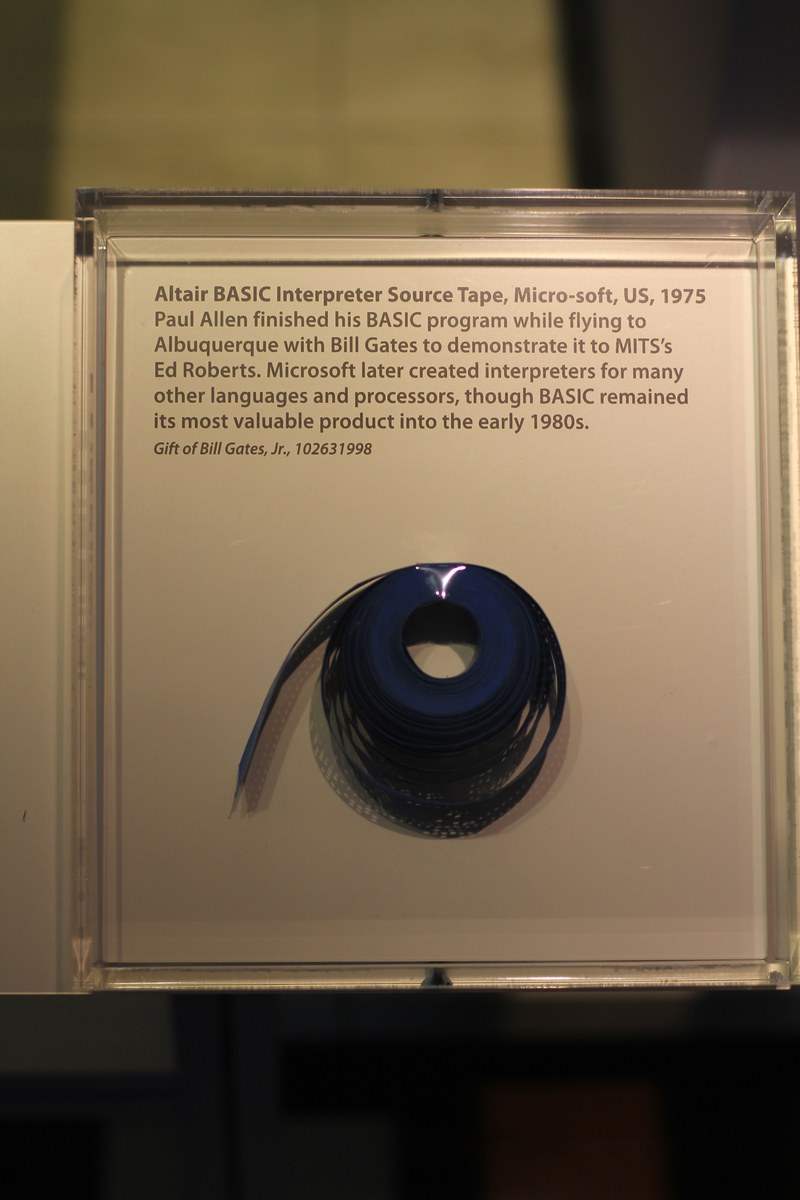 Altair BASIC Interpreter Source Tape, Micro-soft, US, 1975
Paul Allen finished his BASIC program while flying to
Albuquerque with Bill Gates to demonstrate it to MITS’s
Ed Roberts. Microsoft later created interpreters for many
other languages and processors, though BASIC remained
its most valuable product into the early 1980s.
Gift of Bill Gates, Jr., 102631998